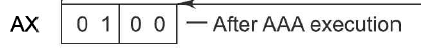 AX 0 1 0 0 — After AAA execution